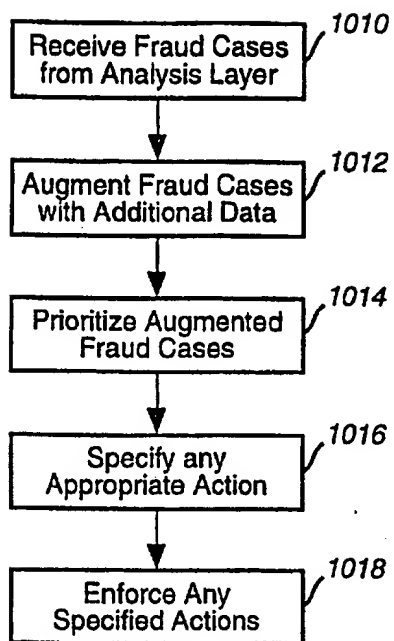 1010
Receive Fraud Cases
from Analysis Layer
1012
Augment Fraud Cases
with Additional Data
1014
Prioritize Augmented
Fraud Cases
1016
Specify any
Appropriate Action
1018
Enforce Any
Specified Actions